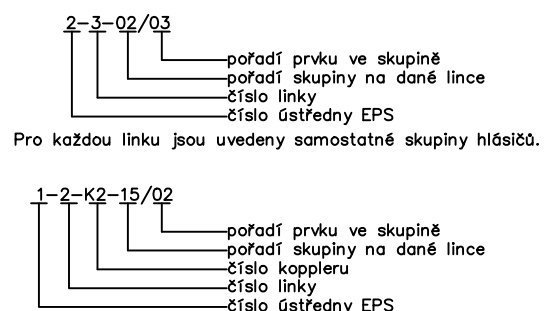 2-3-02/03
pořadí prvku ve skupině
pořadí skupiny na dané lince
číslo linky
číslo ústředny EPS
Pro každou linku jsou uvedeny samostatné skupiny hlásičů.
1-2-K2-15/02
pořadí prvku ve skupině
pořadí skupiny na dané lince
číslo koppleru
číslo linky
číslo ústředny EPS